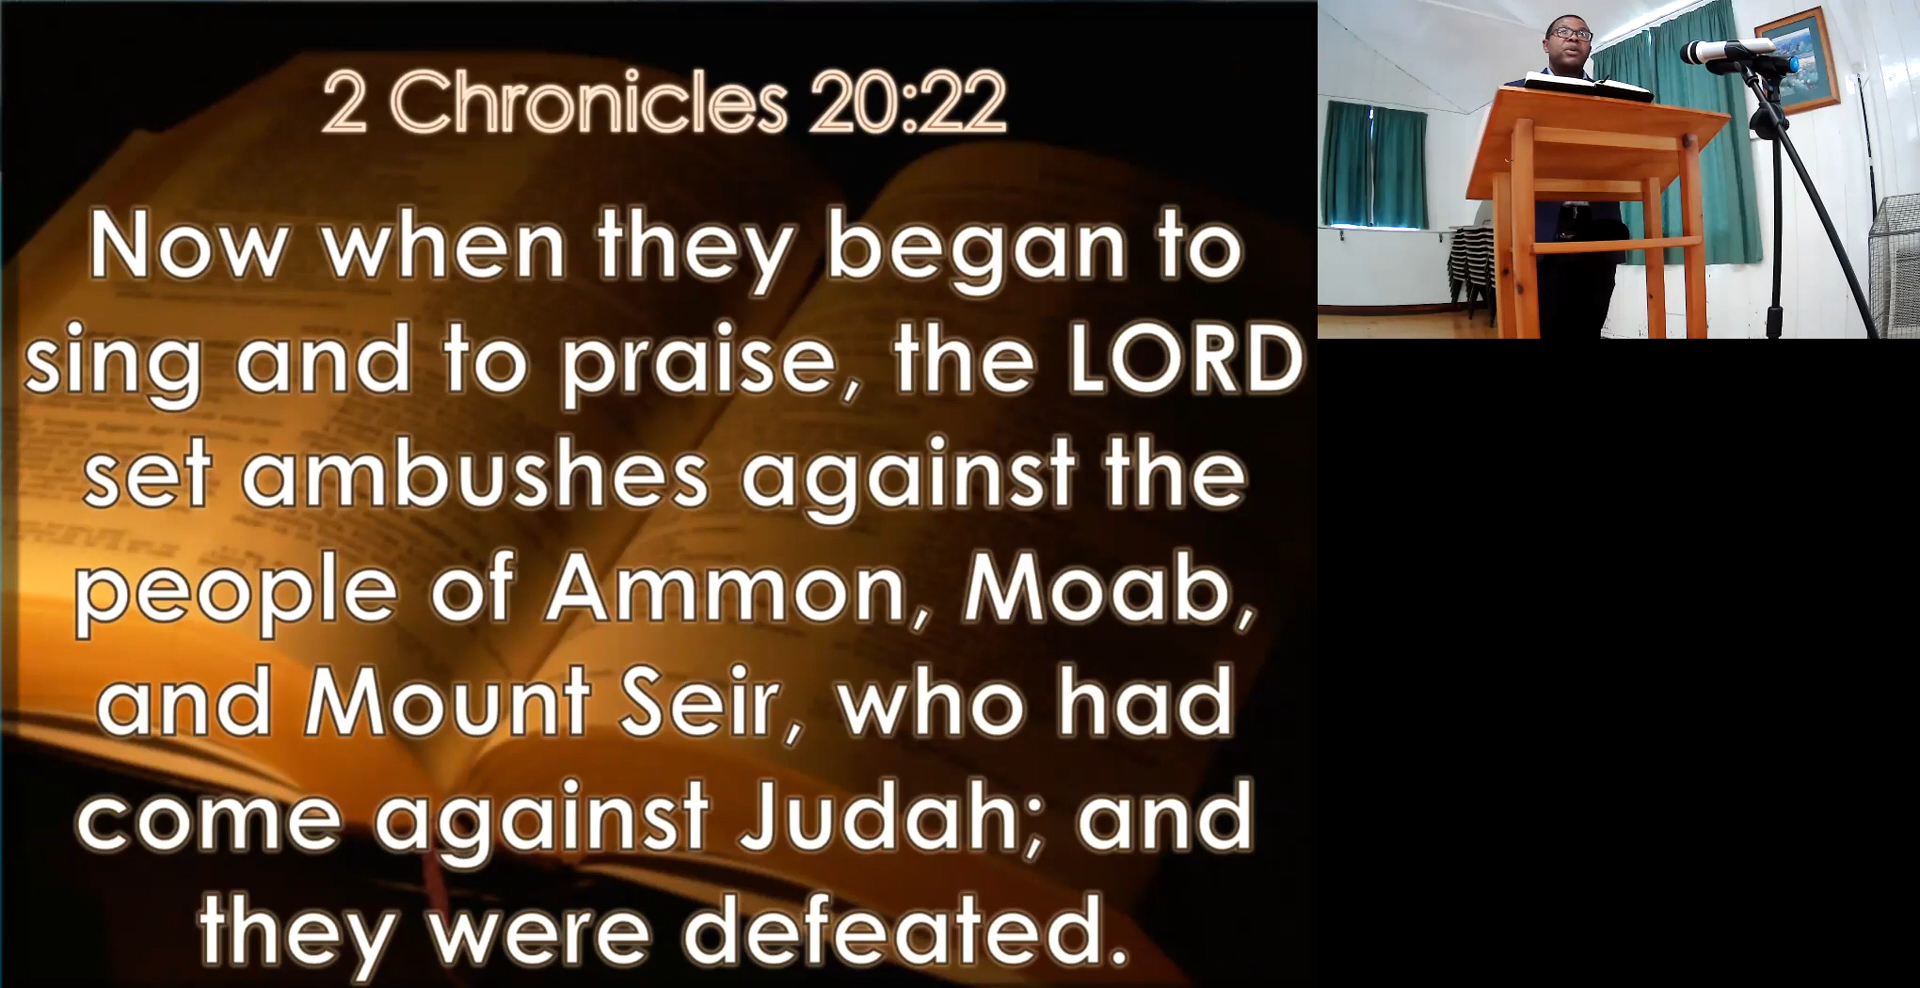 2 Chronicles 20:22
Now when they began to
sing and to praise, the LORD
set ambushes against the
people of Ammon, Moab,
and Mount Seir, who had
come against Judah; and
they were defeated.